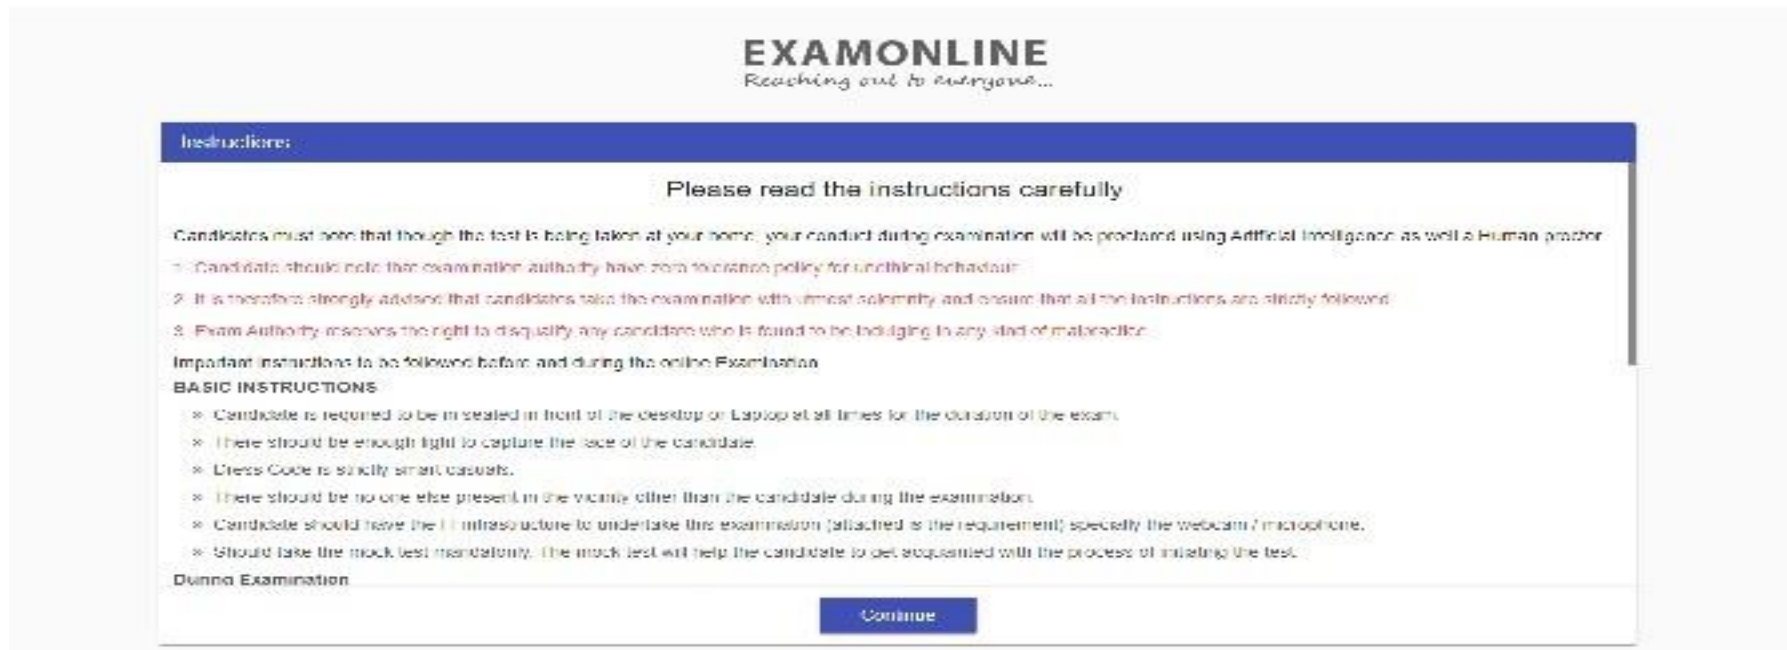 EXAMONLINE
Reaching out to everyone...
Instructions
Please read the instructions carefully
Candidates must note that though the test is being taken at your home, your conduct during examination will be proctored using Artificial Intelligence as well a Human proctor
1. Candidate should note that examination authority have zero tolerance policy for unethical behaviour
2. It is therefore strongly advised that candidates take the examination with utmost solemnity and ensure that all the instructions are strictly followed
3. Exam Authority reserves the right to disqualify any candidate who is found to be indulging in any kind of malpractice
Important instructions to be followed before and during the online Examination
BASIC INSTRUCTIONS
» Candidate is required to be in seated in front of the desktop or Laptop at all times for the duration of the exam.
» There should be enough light to capture the face of the candidate.
» Dress Code is strictly smart casuals.
» There should be no one else present in the vicinity other than the candidate during the examination.
» Candidate should have the IT infrastructure to undertake this examination (attached is the requirement) specially the webcam / microphone.
» Should take the mock test mandatorily. The mock test will help the candidate to get acquainted with the process of initiating the test.
During Examination
Continue